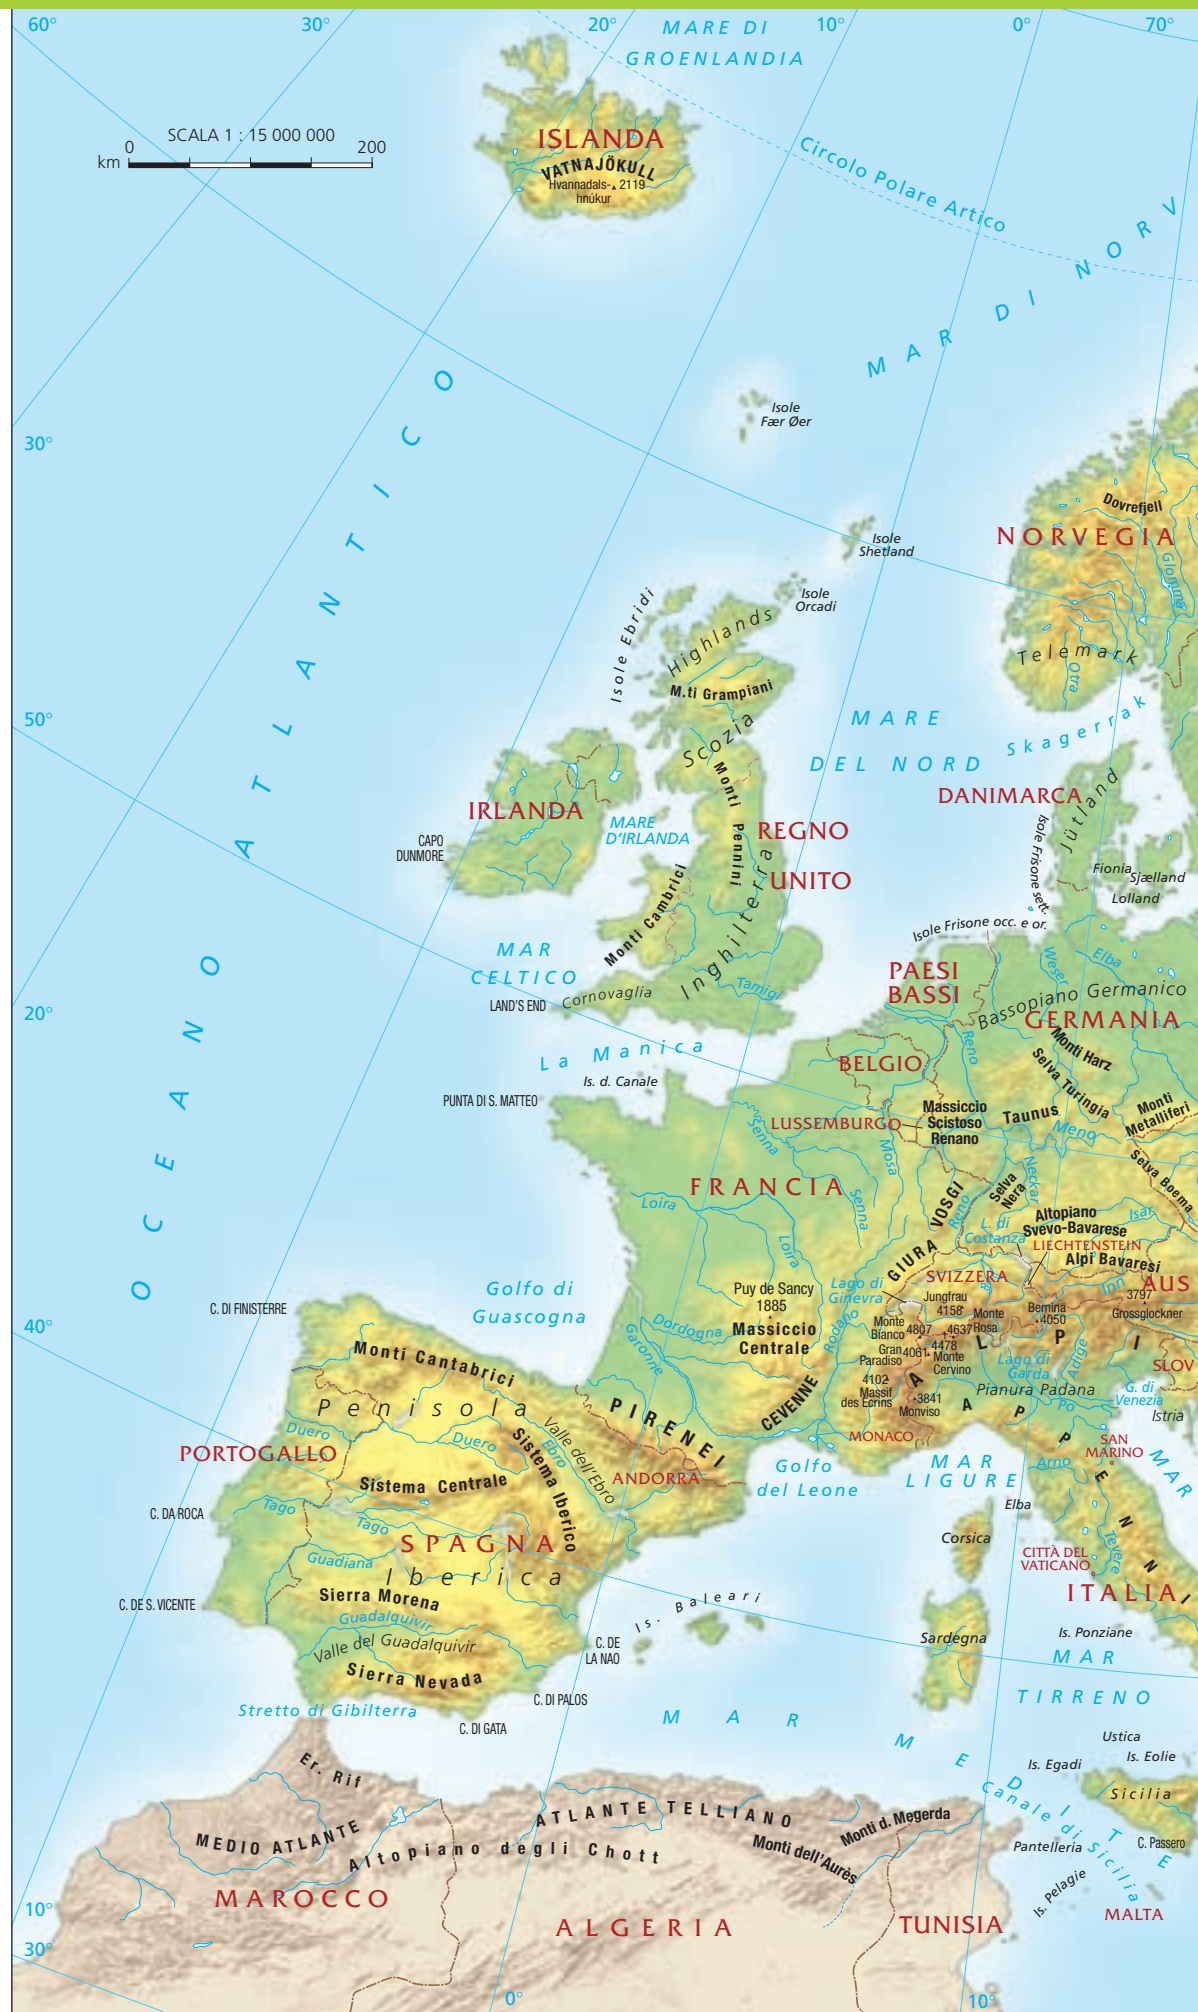 60°
30°
20°
MARE DI
GROENLANDIA
10°
0°
70°
SCALA 1 : 15 000 000
0
200
km
ISLANDA
VATNAJÖKULL
Hvannadals- 2119
hnúkur
Circolo Polare Artico
MAR DI NORV
Isole
Fær Øer
30°
OCEANO ATLANTICO
Dovrefjell
NORVEGIA
Isole
Shetland
Glomma
Isole
Orcadi
Isole Ebridi
Highlands
Telemark
Otra
M.ti Grampiani
50°
MARE
DEL NORD
Skagerrak
Scozia
Monti Pennini
DANIMARCA
Jütland
IRLANDA
MARE
D'IRLANDA
REGNO
UNITO
CAPO
DUNMORE
Isole Frisone sett.
Fionia
Sjælland
Lolland
Monti Cambrici
Inghilterra
Isole Frisone occ. e or.
MAR
CELTICO
PAESI
BASSI
Weser
Elba
LAND'S END
Cornovaglia
Tamigi
Bassopiano Germanico
GERMANIA
20°
La Manica
Reno
Monti Harz
BELGIO
Selva Turingia
Is. d. Canale
PUNTA DI S. MATTEO
Massiccio
Scistoso
Renano
Taunus
Monti
Metalliferi
LUSSEMBURGO
Meno
Senna
Mosa
Neckar
Selva Boema
FRANCIA
Selva
Nera
VOSGI
Reno
Loira
Senna
Altopiano
Svevo-Bavarese
Isar
L. di
Costanza
Loira
LIECHTENSTEIN
GIURA
Alpi Bavaresi
SVIZZERA
Inn
AUS
Golfo di
Guascogna
Puy de Sancy
1885
Lago di
Ginevra
Jungfrau
4158
3797
Grossglockner
C. DI FINISTERRE
Bernina
4050
Monte
Rosa
Monte
Bianco
4807
4637
4478
Monte
Cervino
Gran
Paradiso
4061
40°
Dordogna
Garonne
Massiccio
Centrale
Rodano
ALPI
Lago di
Garda
Adige
SLOV
Monti Cantabrici
4102
Massif
des Ecrins
3841
Monviso
Pianura Padana
Po
G. di
Venezia
Istria
Penisola
PIRENEI
CEVENNE
APPENNI
Duero
Duero
Ebro
Valle dell'Ebro
MONACO
SAN
MARINO
PORTOGALLO
Sistema Iberico
Sistema Centrale
ANDORRA
Golfo
del Leone
MAR
LIGURE
Arno
MAR
Elba
C. DA ROCA
Tago
Tago
SPAGNA
Corsica
Tevere
CITTÀ DEL
VATICANO
Guadiana
Iberica
ITALIA
Sierra Morena
C. DE S. VICENTE
Guadalquivir
Is. Baleari
Valle del Guadalquivir
C. DE
LA NAO
Sardegna
Is. Ponziane
MAR
TIRRENO
Sierra Nevada
C. DI PALOS
Stretto di Gibilterra
C. DI GATA
MAR MEDITE
Ustica
Is. Eolie
Is. Egadi
Er. Rif
Canale di Sicilia
Sicilia
ATLANTE TELLIANO
Monti d. Megerda
MEDIO ATLANTE
Altopiano degli Chott
Monti dell'Aurès
Pantelleria
C. Passero
Is. Pelagie
MAROCCO
ALGERIA
TUNISIA
MALTA
10°
30°
0°
10°